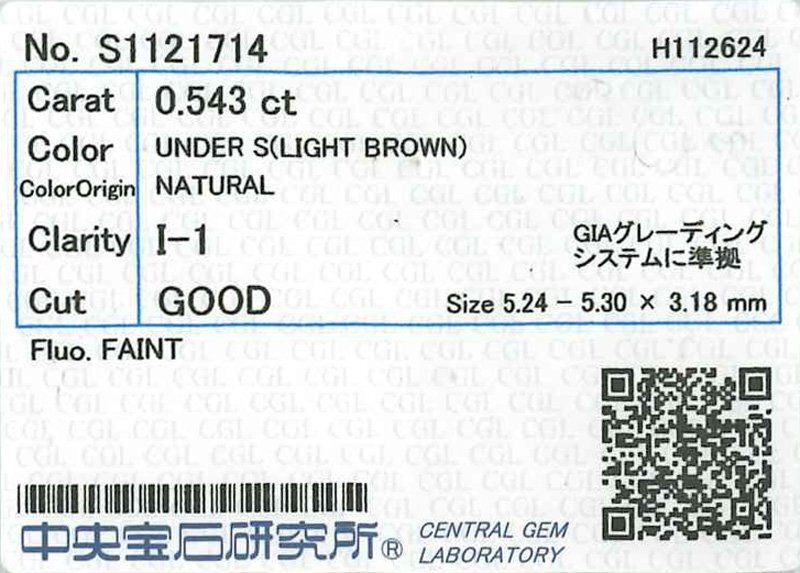 No. S1121714 H112624
Carat 0.543 ct
Color UNDER S(LIGHT BROWN)
ColorOrigin NATURAL
Clarity I-1
GIAグレーディング
システムに準拠
Cut GOOD Size 5.24 - 5.30 × 3.18 mm
Fluo. FAINT
中央宝石研究所® CENTRAL GEM
LABORATORY